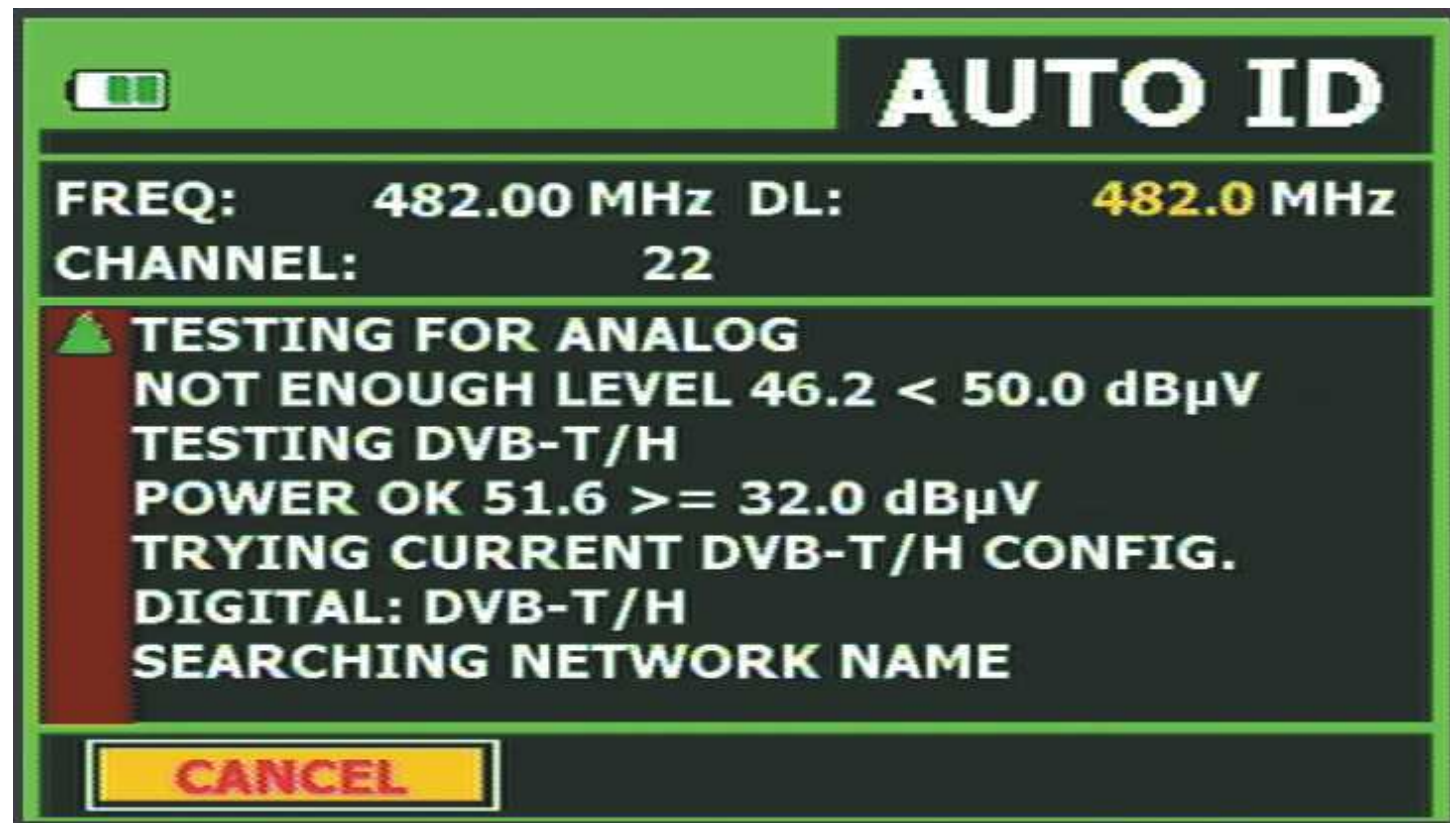 AUTO ID
FREQ: 482.00 MHz DL: 482.0 MHz
CHANNEL: 22
TESTING FOR ANALOG
NOT ENOUGH LEVEL 46.2 < 50.0 dBµV
TESTING DVB-T/H
POWER OK 51.6 >= 32.0 dBµV
TRYING CURRENT DVB-T/H CONFIG.
DIGITAL: DVB-T/H
SEARCHING NETWORK NAME
CANCEL